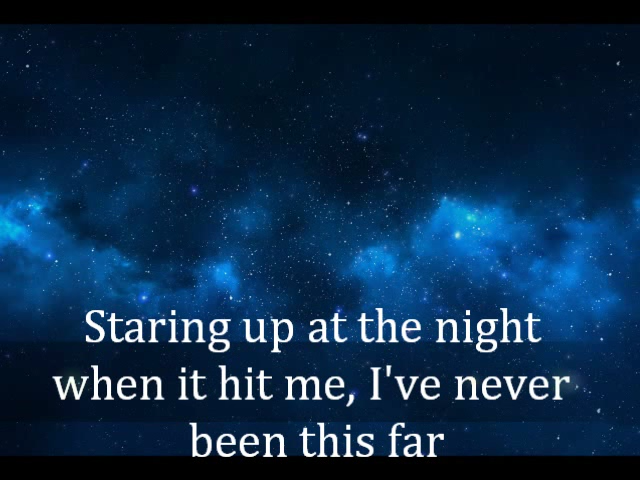 Staring up at the night
when it hit me, I've never
been this far